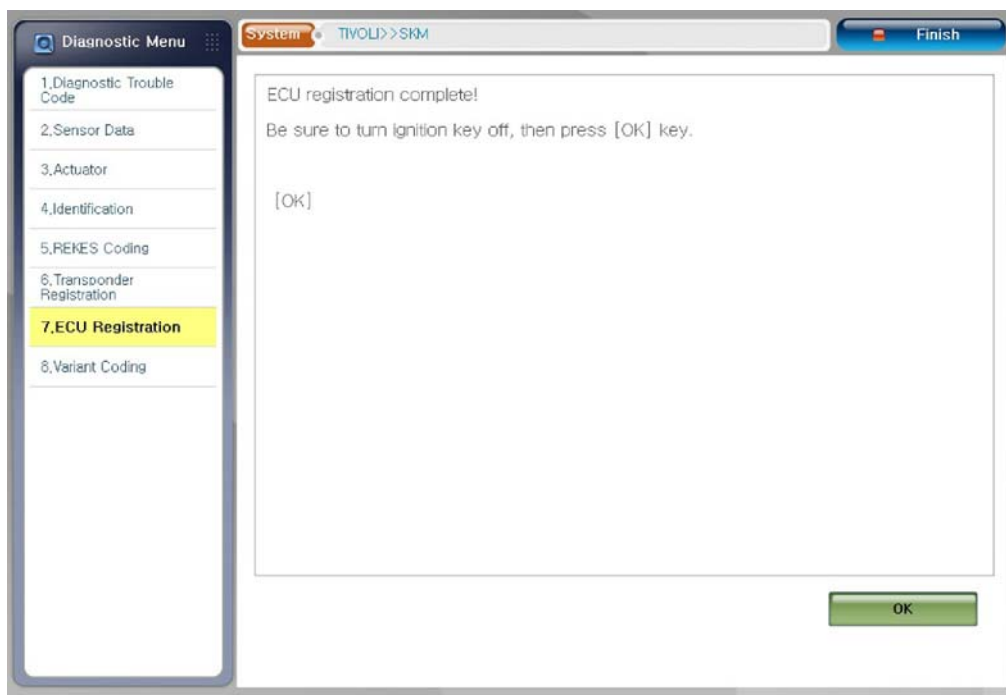 Diagnostic Menu
System
TIVOLI>>SKM
Finish
1.Diagnostic Trouble
Code
2.Sensor Data
3.Actuator
4.Identification
5.REKES Coding
6.Transponder
Registration
7.ECU Registration
8.Variant Coding
ECU registration complete!
Be sure to turn ignition key off, then press [OK] key.
[OK]
OK